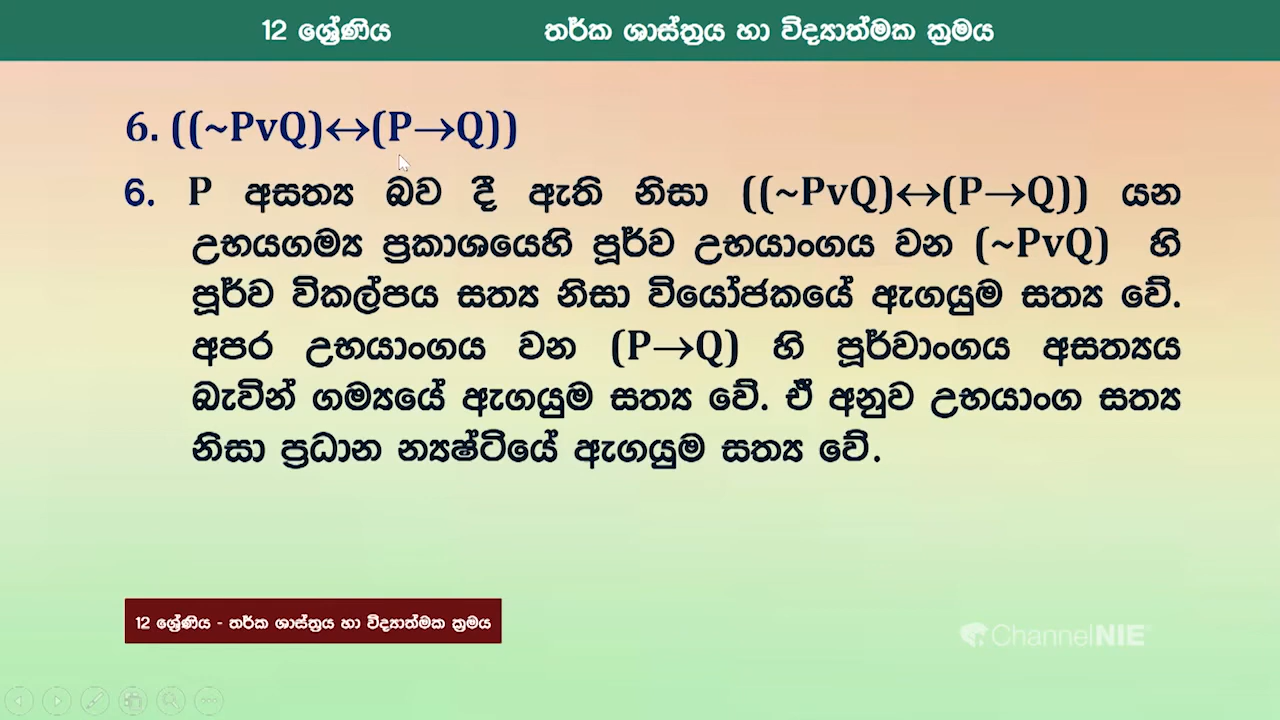 12 ශ්‍රේණිය තර්ක ශාස්ත්‍රය හා විද්‍යාත්මක ක්‍රමය
6. ((~PvQ)↔(P→Q))
6. P අසත්‍ය බව දී ඇති නිසා ((~PvQ)↔(P→Q)) යන
උභයගම්‍ය ප්‍රකාශයෙහි පූර්ව උභයාංගය වන (~PvQ) හි
පූර්ව විකල්පය සත්‍ය නිසා වියෝජකයේ ඇගයුම සත්‍ය වේ.
අපර උභයාංගය වන (P→Q) හි පූර්වාංගය අසත්‍යය
බැවින් ගම්‍යයේ ඇගයුම සත්‍ය වේ. ඒ අනුව උභයාංග සත්‍ය
නිසා ප්‍රධාන න්‍යෂ්ටියේ ඇගයුම සත්‍ය වේ.
12 ශ්‍රේණිය - තර්ක ශාස්ත්‍රය හා විද්‍යාත්මක ක්‍රමය
ChannelNIE